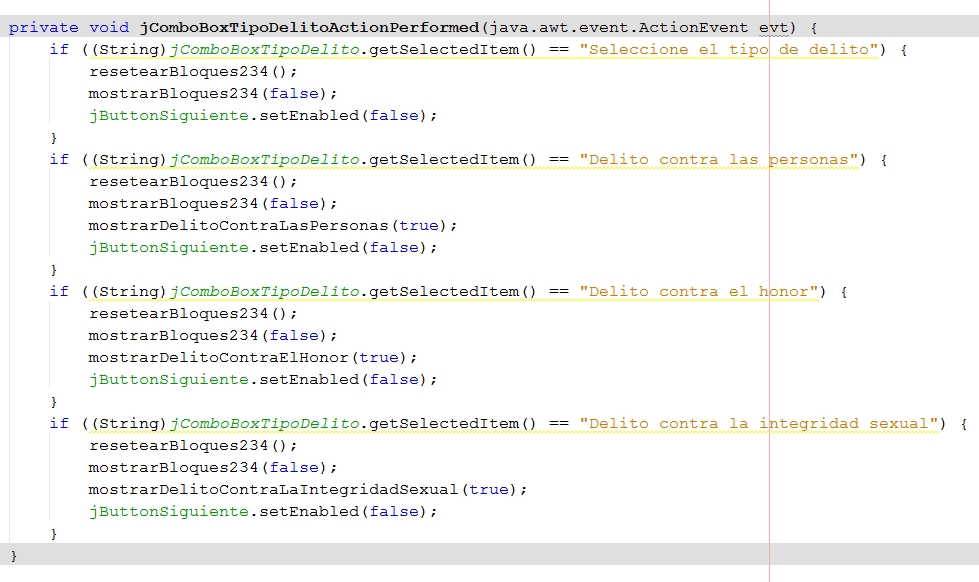 private void jComboBoxTipoDelitoActionPerformed(java.awt.event.ActionEvent evt) {
    if ((String)jComboBoxTipoDelito.getSelectedItem() == "Seleccione el tipo de delito") {
        resetearBloques234();
        mostrarBloques234(false);
        jButtonSiguiente.setEnabled(false);
    }
    if ((String)jComboBoxTipoDelito.getSelectedItem() == "Delito contra las personas") {
        resetearBloques234();
        mostrarBloques234(false);
        mostrarDelitoContraLasPersonas(true);
        jButtonSiguiente.setEnabled(false);
    }
    if ((String)jComboBoxTipoDelito.getSelectedItem() == "Delito contra el honor") {
        resetearBloques234();
        mostrarBloques234(false);
        mostrarDelitoContraElHonor(true);
        jButtonSiguiente.setEnabled(false);
    }
    if ((String)jComboBoxTipoDelito.getSelectedItem() == "Delito contra la integridad sexual") {
        resetearBloques234();
        mostrarBloques234(false);
        mostrarDelitoContraLaIntegridadSexual(true);
        jButtonSiguiente.setEnabled(false);
    }
}